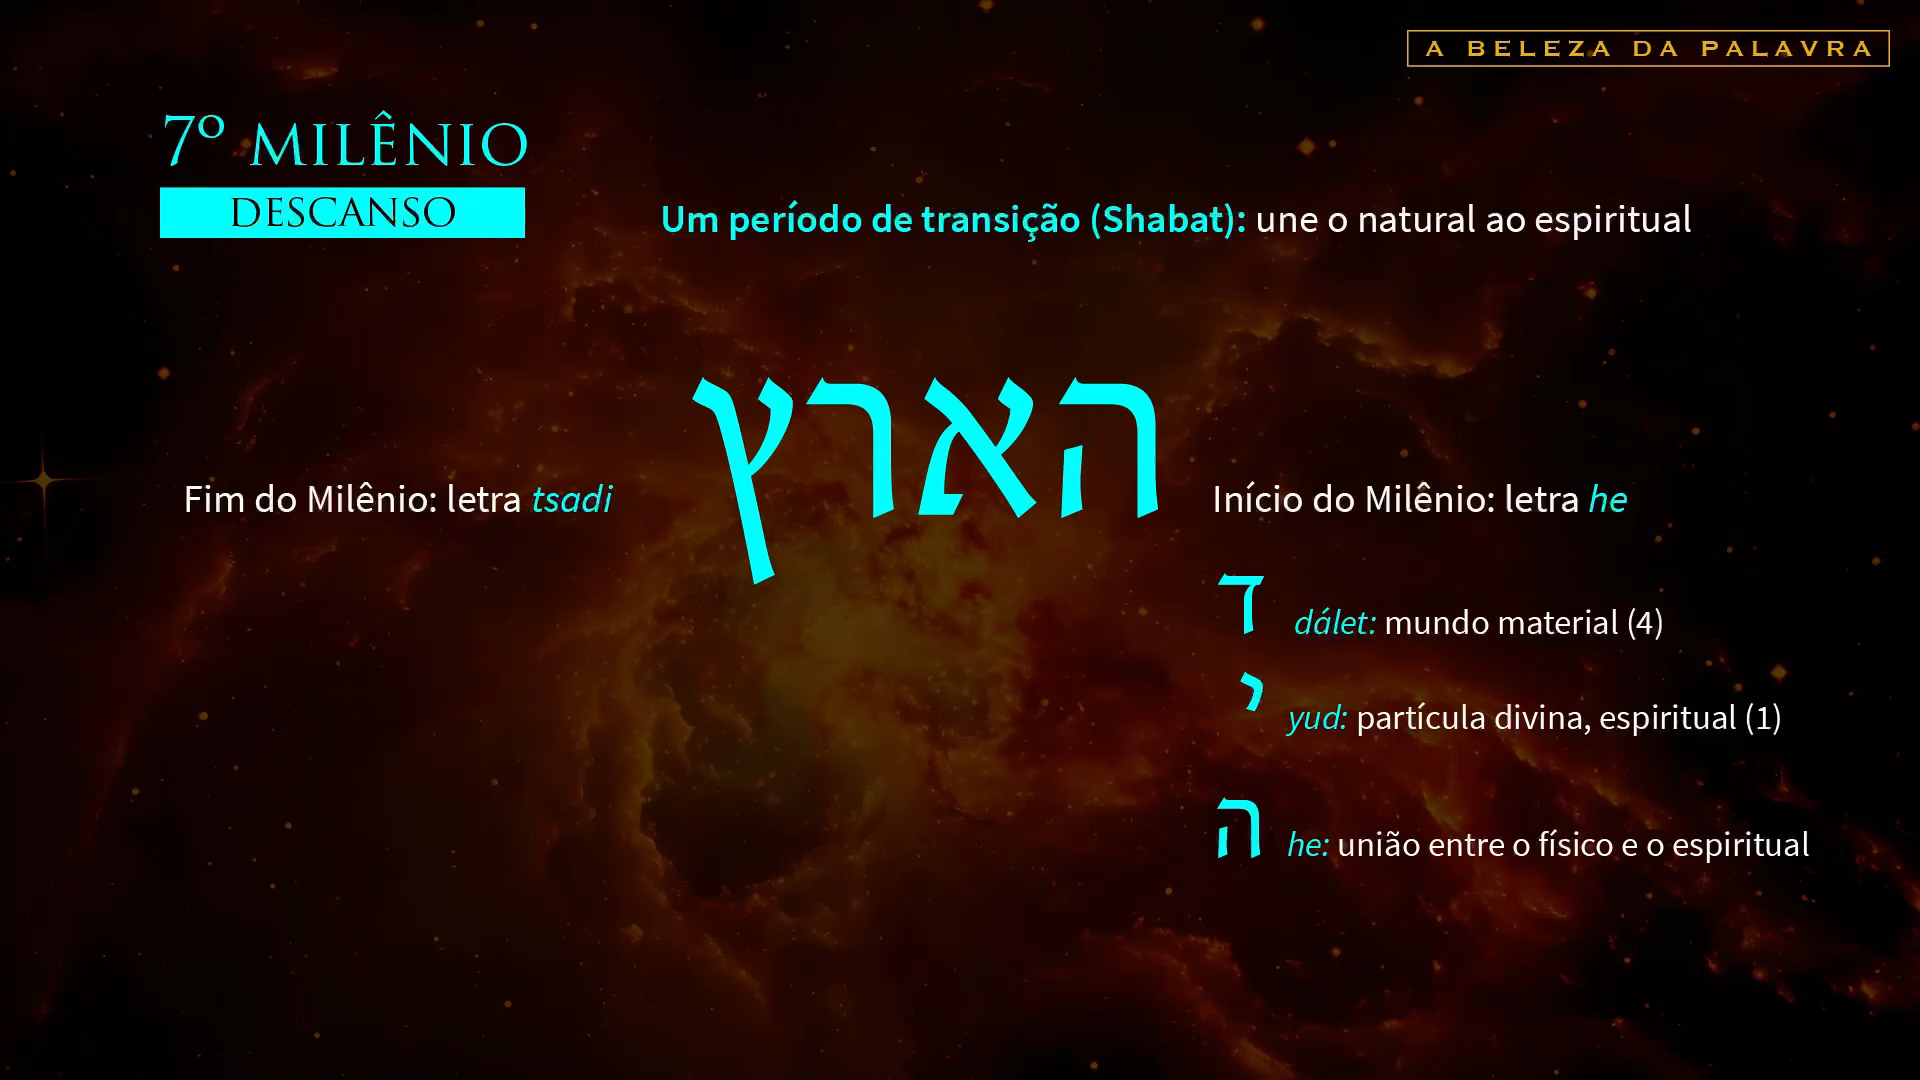 A BELEZA DA PALAVRA
7º MILÊNIO
DESCANSO
Um período de transição (Shabat): une o natural ao espiritual
הארץ
Fim do Milênio: letra tsadi
Início do Milênio: letra he
ד dálet: mundo material (4)
י yud: partícula divina, espiritual (1)
ה he: união entre o físico e o espiritual